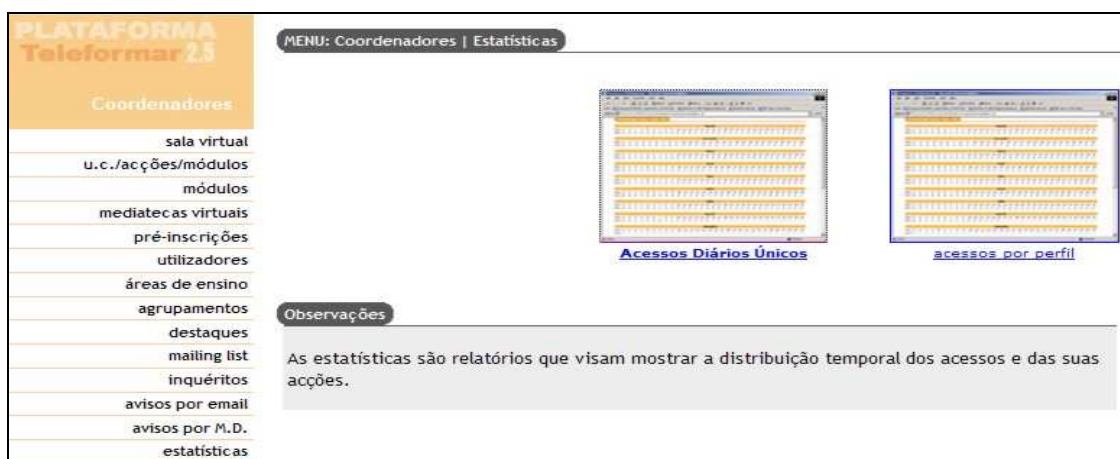 PLATAFORMA
Teleformar 2.5
Coordenadores
sala virtual
u.c./acções/módulos
módulos
mediatecas virtuais
pré-inscrições
utilizadores
áreas de ensino
agrupamentos
destaques
mailing list
inquéritos
avisos por email
avisos por M.D.
estatísticas
MENU: Coordenadores | Estatísticas
Acessos Diários Únicos
acessos por perfil
Observações
As estatísticas são relatórios que visam mostrar a distribuição temporal dos acessos e das suas
acções.